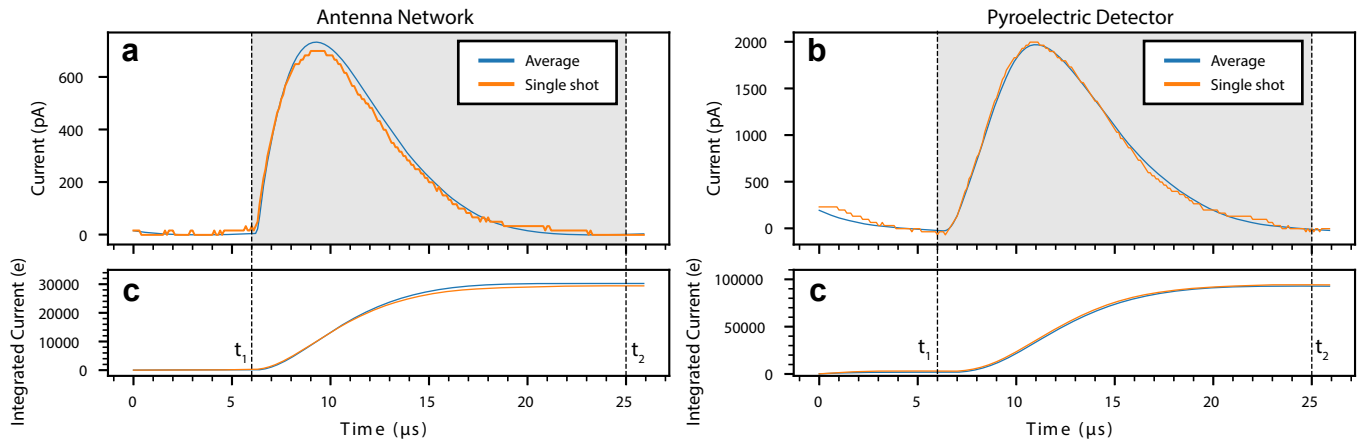 Antenna Network
a
Average
Single shot
Current (pA)
600
400
200
0
c
Integrated Current (e)
30000
20000
10000
0
t1
t2
0 5 10 15 20 25
Time (μs)
Pyroelectric Detector
b
Average
Single shot
Current (pA)
2000
1500
1000
500
0
c
Integrated Current (e)
100000
50000
0
t1
t2
0 5 10 15 20 25
Time (μs)